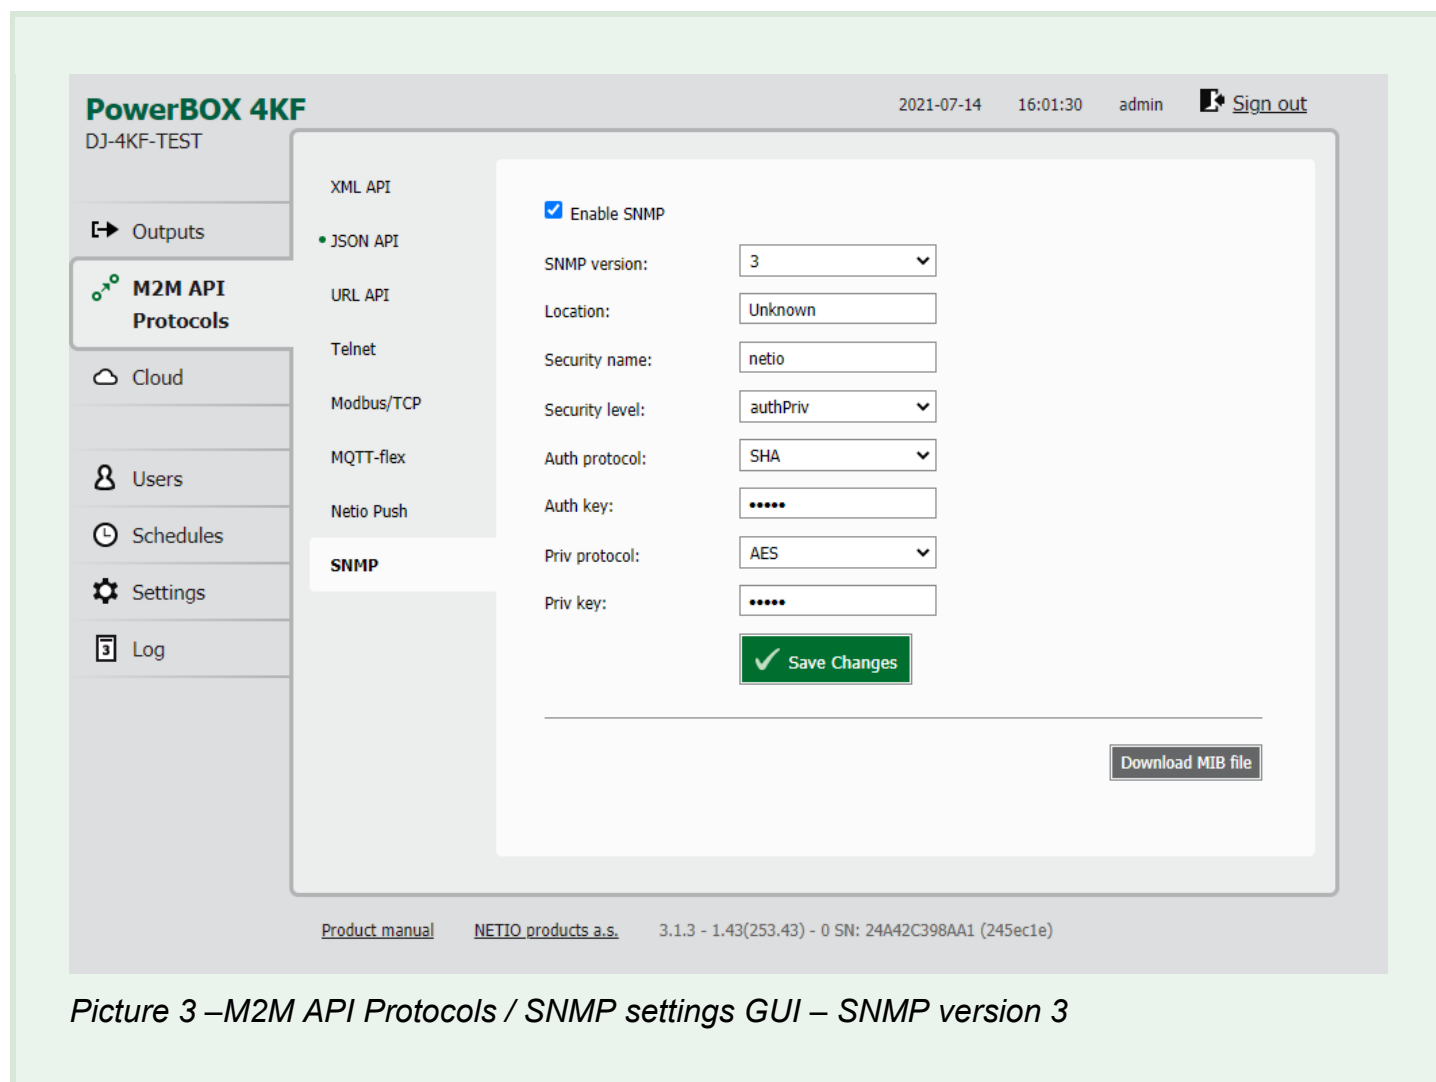 PowerBOX 4KF
DJ-4KF-TEST
2021-07-14 16:01:30 admin Sign out
Outputs
M2M API
Protocols
Cloud
Users
Schedules
Settings
3 Log
XML API
JSON API
URL API
Telnet
Modbus/TCP
MQTT-flex
Netio Push
SNMP
Enable SNMP
SNMP version: 3
Location: Unknown
Security name: netio
Security level: authPriv
Auth protocol: SHA
Auth key: •••••
Priv protocol: AES
Priv key: •••••
Save Changes
Download MIB file
Product manual NETIO products a.s. 3.1.3 - 1.43(253.43) - 0 SN: 24A42C398AA1 (245ec1e)
Picture 3 –M2M API Protocols / SNMP settings GUI – SNMP version 3